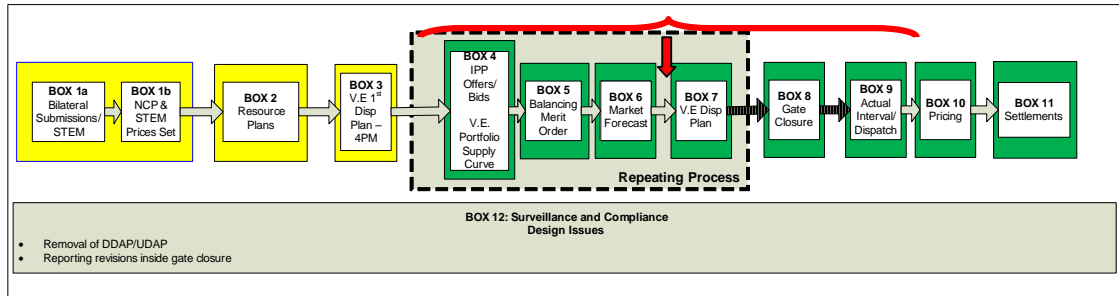 BOX 1a
Bilateral
Submissions/
STEM
BOX 1b
NCP &
STEM
Prices Set
BOX 2
Resource
Plans
BOX 3
V.E 1st
Disp
Plan –
4PM
BOX 4
IPP
Offers/
Bids
V.E.
Portfolio
Supply
Curve
BOX 5
Balancing
Merit
Order
BOX 6
Market
Forecast
BOX 7
V.E Disp
Plan
Repeating Process
BOX 8
Gate
Closure
BOX 9
Actual
Interval/
Dispatch
BOX 10
Pricing
BOX 11
Settlements
BOX 12: Surveillance and Compliance
Design Issues
• Removal of DDAP/UDAP
• Reporting revisions inside gate closure